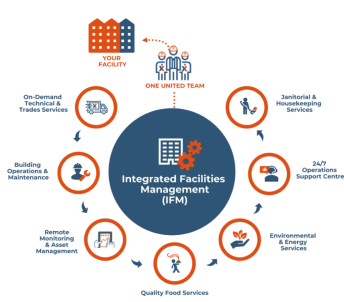 YOUR
FACILITY
ONE UNITED TEAM
On-Demand
Technical &
Trades Services
Janitorial &
Housekeeping
Services
Building
Operations &
Maintenance
Integrated Facilities
Management
(IFM)
24/7
Operations
Support Centre
Remote
Monitoring
& Asset
Management
Environmental
& Energy
Services
Quality Food Services